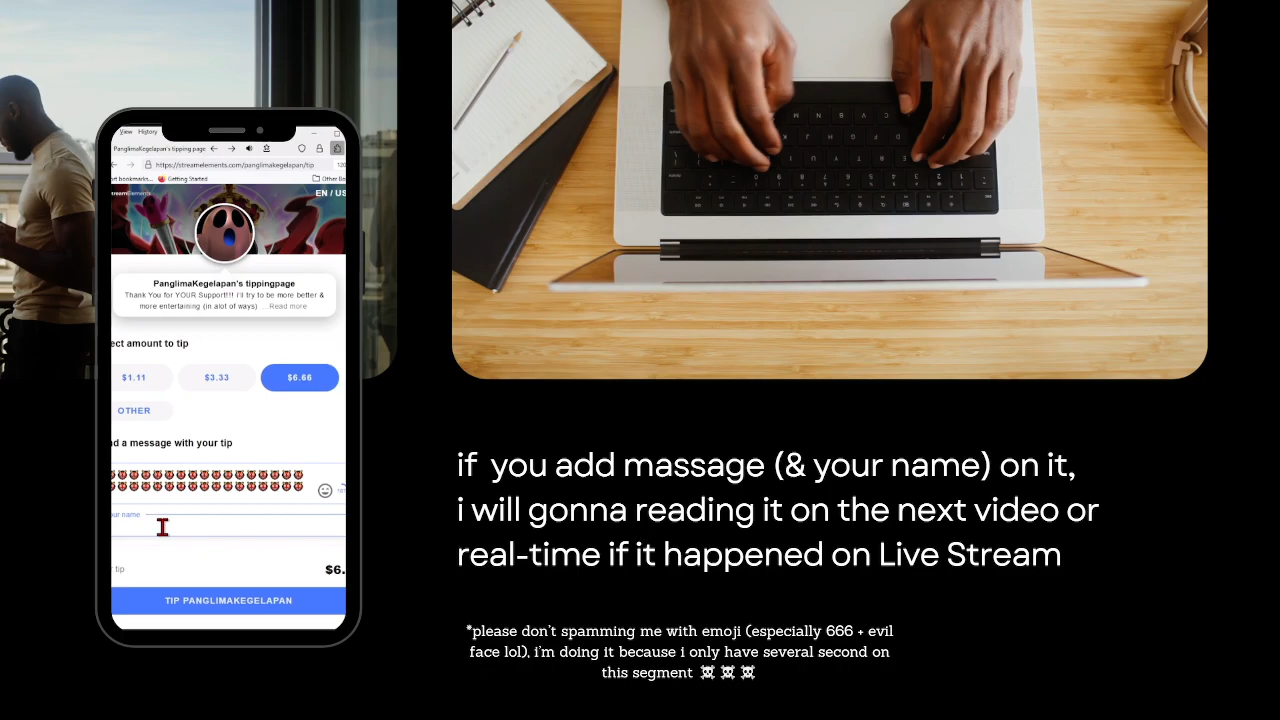 View History
PanglimaKegelapan's tipping page
https://streamelements.com/panglimakegelapan/tip
bookmarks... Getting Started Other Bo
EN / US
PanglimaKegelapan's tippingpage
Thank You for YOUR Support!!!! i'll try to be more better &
more entertaining (in alot of ways) ... Read more
ect amount to tip
$1.11 $3.33 $6.66
OTHER
d a message with your tip
our name
tip $6.
TIP PANGLIMAKEGELAPAN
if you add massage (& your name) on it,
i will gonna reading it on the next video or
real-time if it happened on Live Stream
*please don't spamming me with emoji (especially 666 + evil
face lol), i'm doing it because i only have several second on
this segment ☠️ ☠️ ☠️